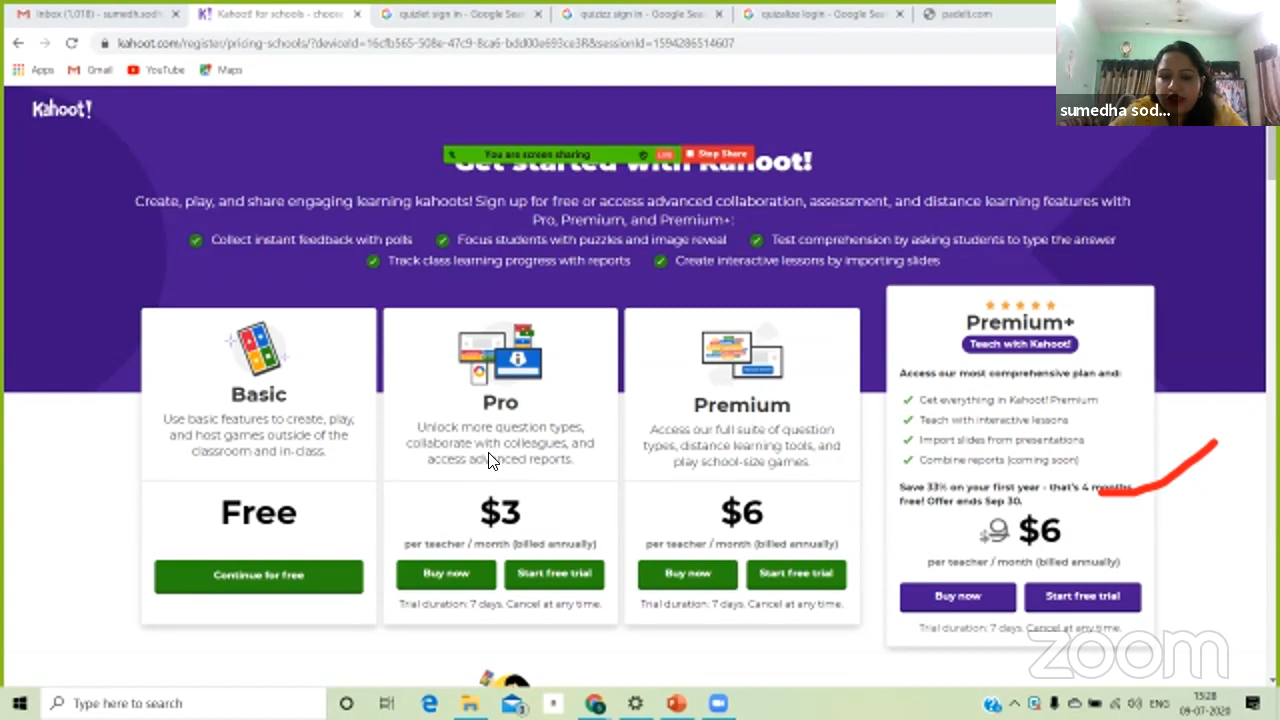 Inbox (1,018) - sumedh.sodh
Kahoot! for schools - choose
quizlet sign in - Google Sear
quizizz sign in - Google Sear
quizalize login - Google Sear
padelt.com
kahoot.com/register/pricing-schools/?deviceId=16cfb565-508e-47c9-8ca6-bdd00e693ce3R&sessionId=1594286514607
Apps Gmail YouTube Maps
sumedha sod...
Kahoot!
You are screen sharing LIVE Stop Share
Get started with Kahoot!
Create, play, and share engaging learning kahoots! Sign up for free or access advanced collaboration, assessment, and distance learning features with
Pro, Premium, and Premium+:
Collect instant feedback with polls Focus students with puzzles and image reveal Test comprehension by asking students to type the answer
Track class learning progress with reports Create interactive lessons by importing slides
Basic
Use basic features to create, play,
and host games outside of the
classroom and in-class.
Free
Continue for free
Pro
Unlock more question types,
collaborate with colleagues, and
access advanced reports.
$3
per teacher / month (billed annually)
Buy now Start free trial
Trial duration: 7 days. Cancel at any time.
Premium
Access our full suite of question
types, distance learning tools, and
play school-size games.
$6
per teacher / month (billed annually)
Buy now Start free trial
Trial duration: 7 days. Cancel at any time.
Premium+
Teach with Kahoot!
Access our most comprehensive plan and:
Get everything in Kahoot! Premium
Teach with interactive lessons
Import slides from presentations
Combine reports (coming soon)
Save 33% on your first year - that's 4 months
free! Offer ends Sep 30.
$9 $6
per teacher / month (billed annually)
Buy now Start free trial
Trial duration: 7 days. Cancel at any time.
zoom
Type here to search
ENG
15:28
09-07-2020